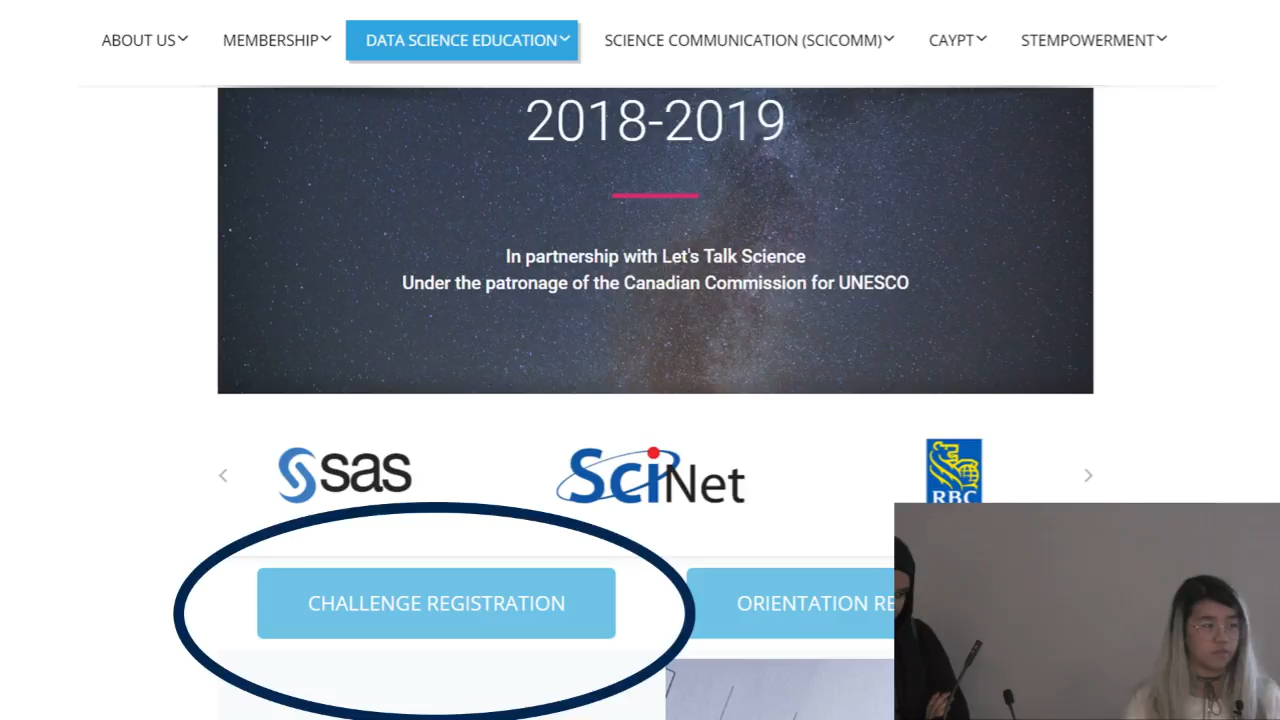 ABOUT US
MEMBERSHIP
DATA SCIENCE EDUCATION
SCIENCE COMMUNICATION (SCICOMM)
CAYPT
STEMPOWERMENT
2018-2019
In partnership with Let's Talk Science
Under the patronage of the Canadian Commission for UNESCO
sas
SciNet
RBC
CHALLENGE REGISTRATION
ORIENTATION RE